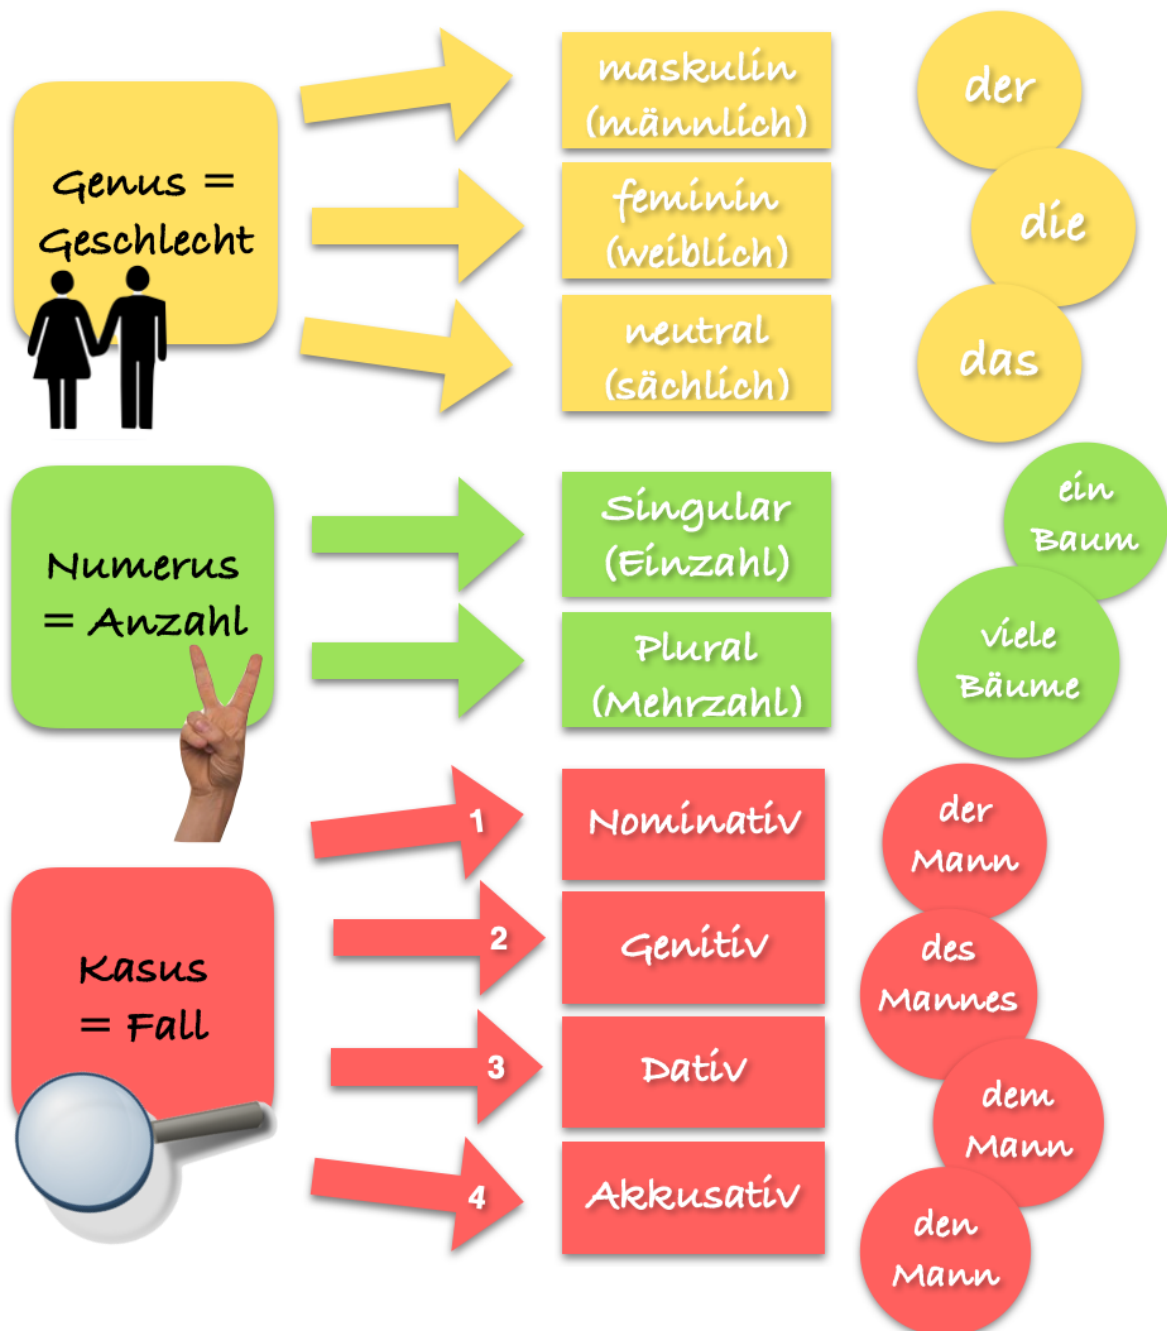 Genus =
Geschlecht
maskulin
(männlich)
der
feminin
(weiblich)
die
neutral
(sächlich)
das
Numerus
= Anzahl
Singular
(Einzahl)
ein
Baum
Plural
(Mehrzahl)
viele
Bäume
Kasus
= Fall
1
Nominativ
der
Mann
2
Genitiv
des
Mannes
3
Dativ
dem
Mann
4
Akkusativ
den
Mann